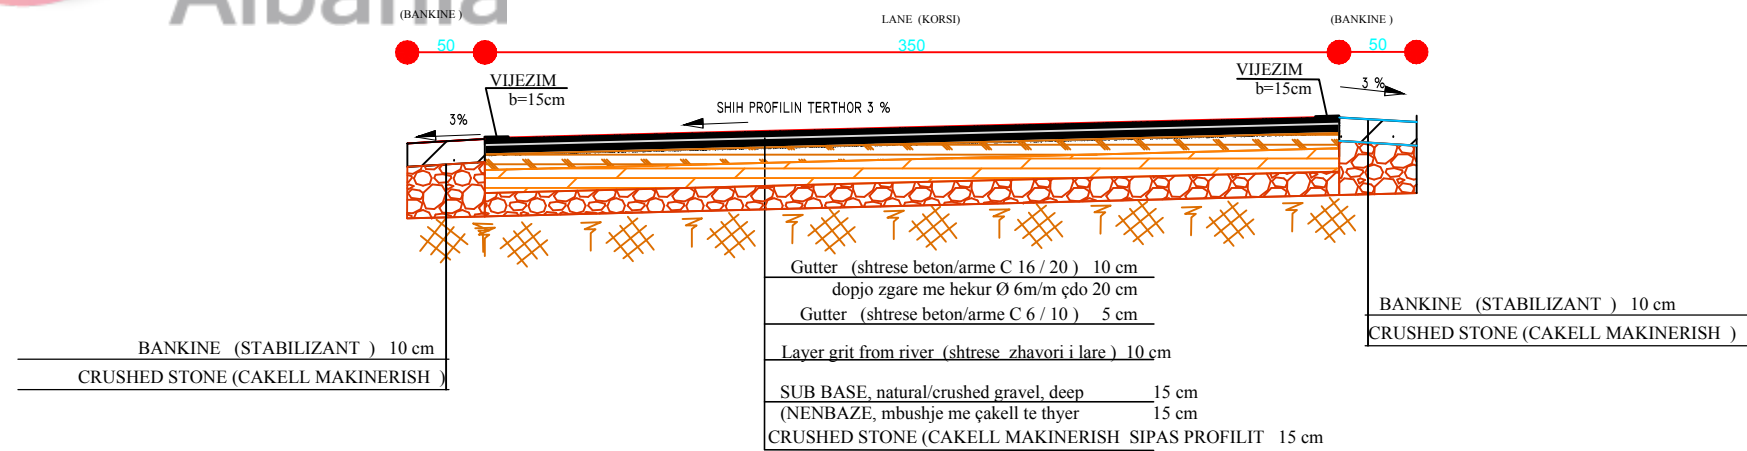 Albania
(BANKINE )
LANE (KORSI)
(BANKINE )
50
350
50
VIJEZIM
b=15cm
VIJEZIM
b=15cm
3 %
SHIH PROFILIN TERTHOR 3 %
3%
Gutter (shtrese beton/arme C 16 / 20 ) 10 cm
dopjo zgare me hekur Ø 6m/m çdo 20 cm
Gutter (shtrese beton/arme C 6 / 10 ) 5 cm
Layer grit from river (shtrese zhavori i lare ) 10 cm
SUB BASE, natural/crushed gravel, deep 15 cm
(NENBAZE, mbushje me çakell te thyer 15 cm
CRUSHED STONE (CAKELL MAKINERISH SIPAS PROFILIT 15 cm
BANKINE (STABILIZANT ) 10 cm
CRUSHED STONE (CAKELL MAKINERISH )
BANKINE (STABILIZANT ) 10 cm
CRUSHED STONE (CAKELL MAKINERISH )